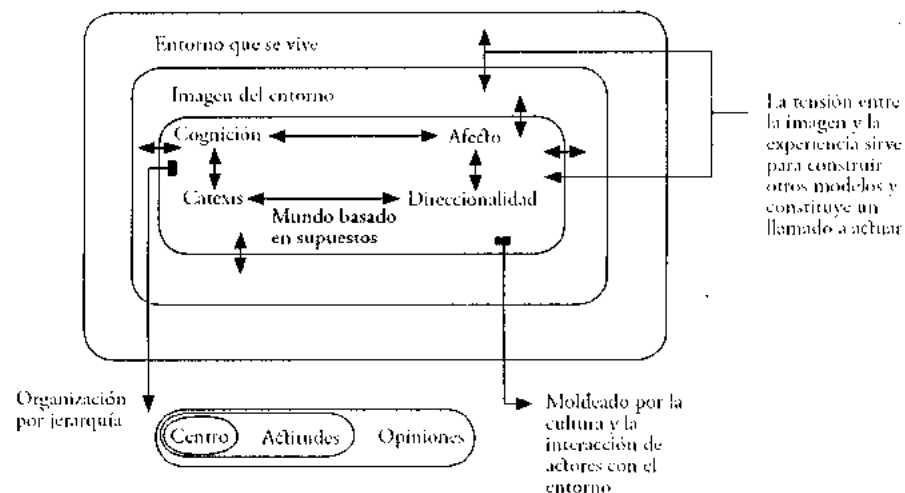 Entorno que se vive
Imagen del entorno
Cognición
Afecto
Catexis
Direccionalidad
Mundo basado
en supuestos
La tensión entre
la imagen y la
experiencia sirve
para construir
otros modelos y
constituye un
llamado a actuar
Organización
por jerarquía
Centro
Actitudes
Opiniones
Moldeado por la
cultura y la
interacción de
actores con el
entorno